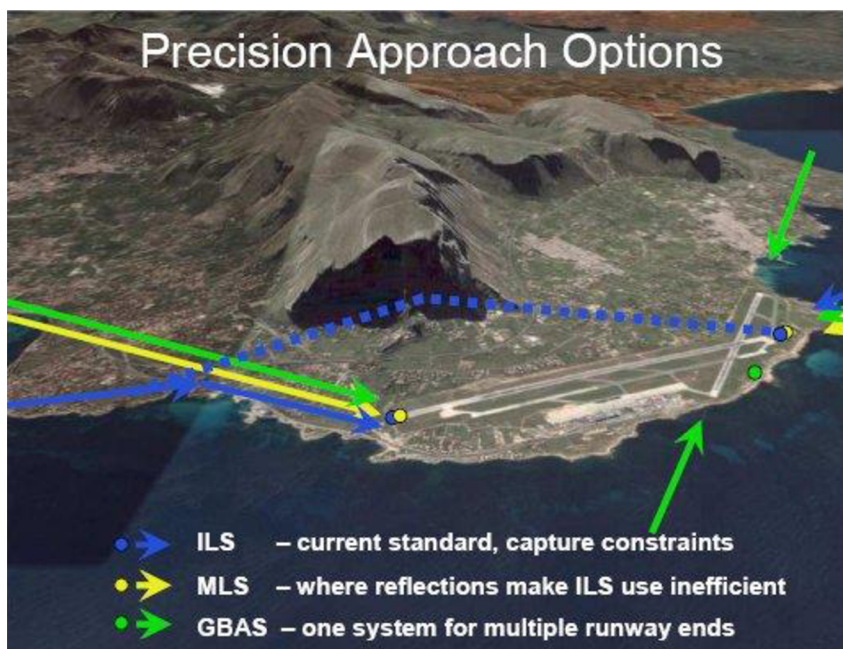 Precision Approach Options
ILS – current standard, capture constraints
MLS – where reflections make ILS use inefficient
GBAS – one system for multiple runway ends